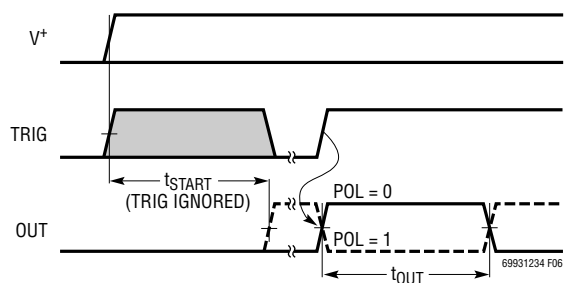 V+
TRIG
tSTART
(TRIG IGNORED)
POL = 0
OUT
POL = 1
69931234 F06
tOUT